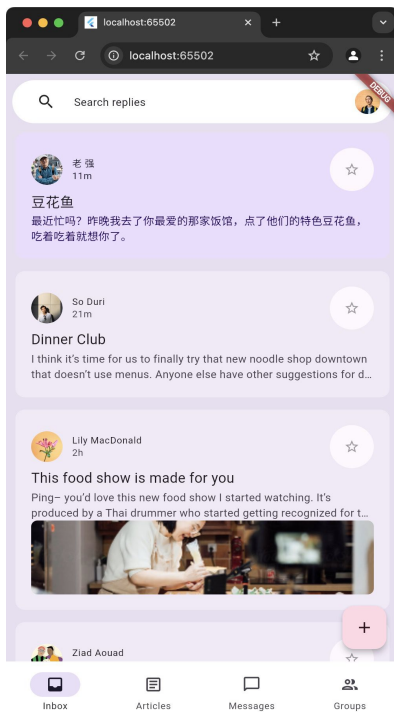 localhost:65502
localhost:65502
DEBUG
Search replies
老 强
11m
豆花鱼
最近忙吗？昨晚我去了你最爱的那家饭馆，点了他们的特色豆花鱼，
吃着吃着就想你了。
So Duri
21m
Dinner Club
I think it’s time for us to finally try that new noodle shop downtown
that doesn’t use menus. Anyone else have other suggestions for d…
Lily MacDonald
2h
This food show is made for you
Ping– you’d love this new food show I started watching. It’s
produced by a Thai drummer who started getting recognized for t…
Ziad Aouad
Inbox
Articles
Messages
Groups